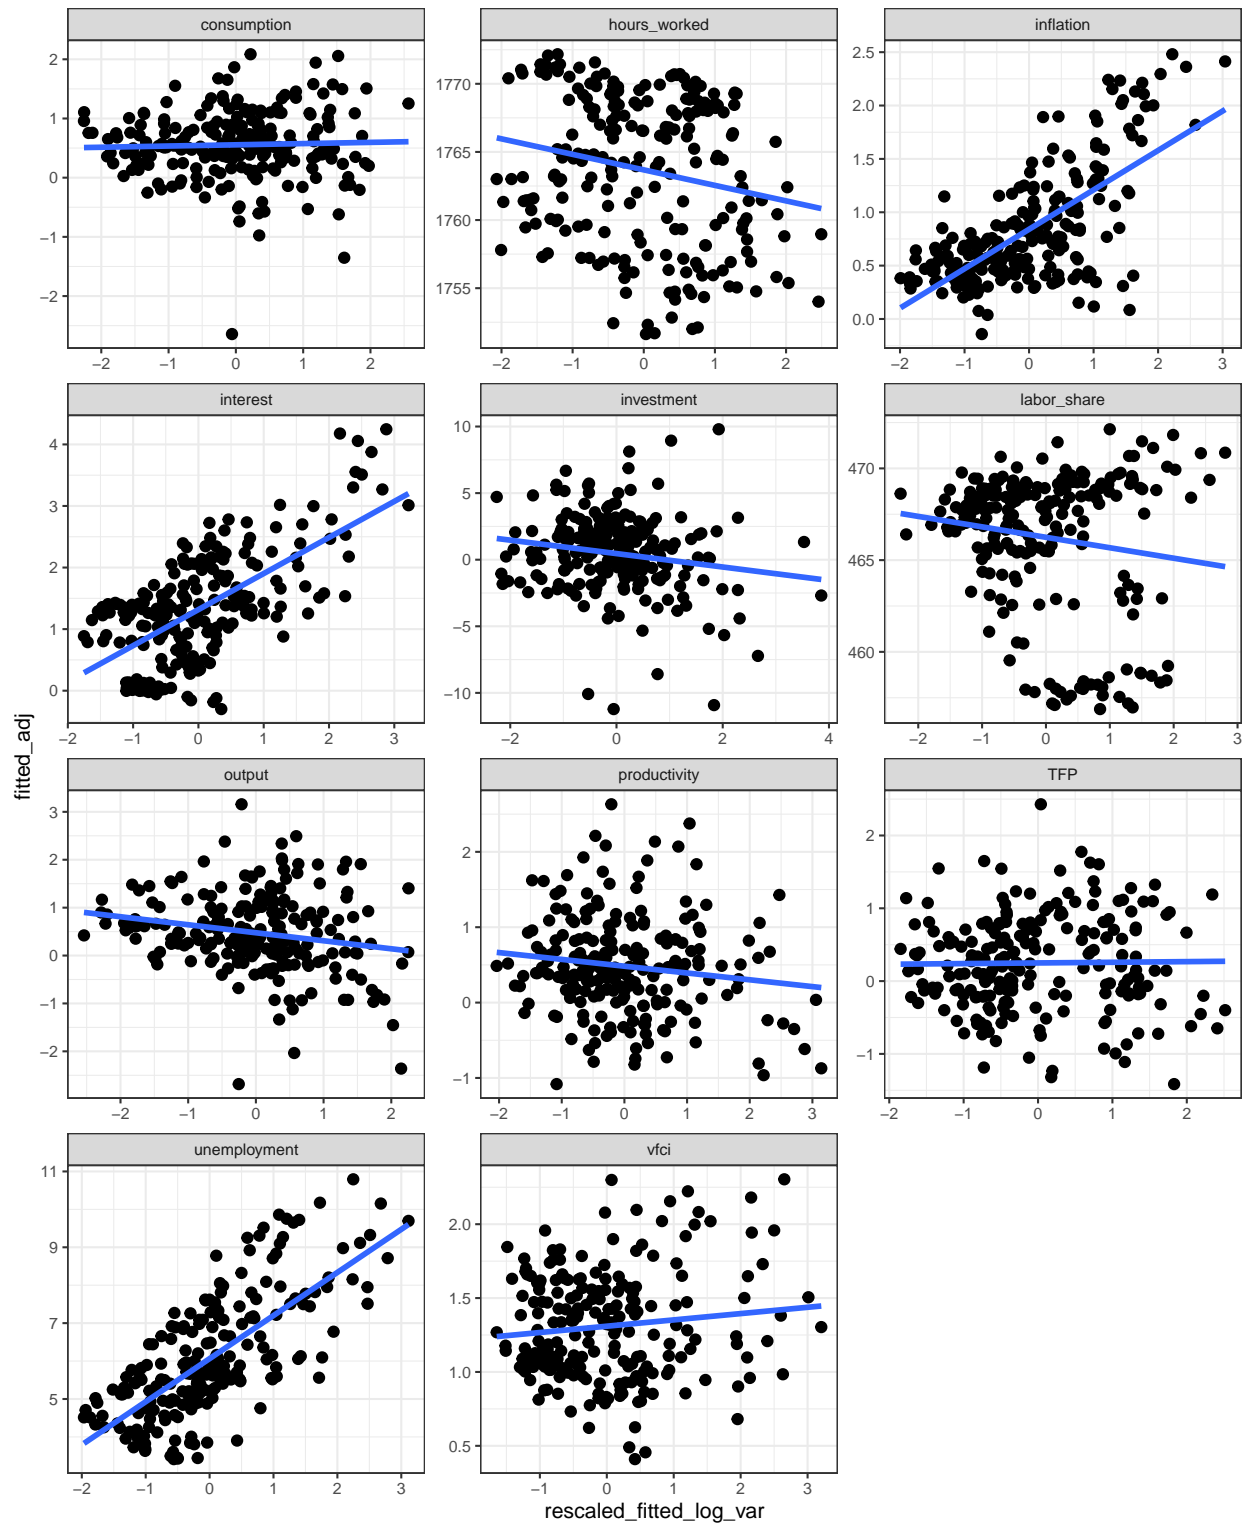 consumption hours_worked inflation
2 1 0 −1 −2
1770 1765 1760 1755
2.5 2.0 1.5 1.0 0.5 0.0
−2 −1 0 1 2
−2 −1 0 1 2
−2 −1 0 1 2 3
interest investment labor_share
4 3 2 1 0
10 5 0 −5 −10
470 465 460
−2 −1 0 1 2 3
−2 0 2 4
−2 −1 0 1 2 3
fitted_adj
output productivity TFP
3 2 1 0 −1 −2
2 1 0 −1
2 1 0 −1
−2 −1 0 1 2
−2 −1 0 1 2 3
−2 −1 0 1 2
unemployment vfci
11 9 7 5
2.0 1.5 1.0 0.5
−2 −1 0 1 2 3
−1 0 1 2 3
rescaled_fitted_log_var